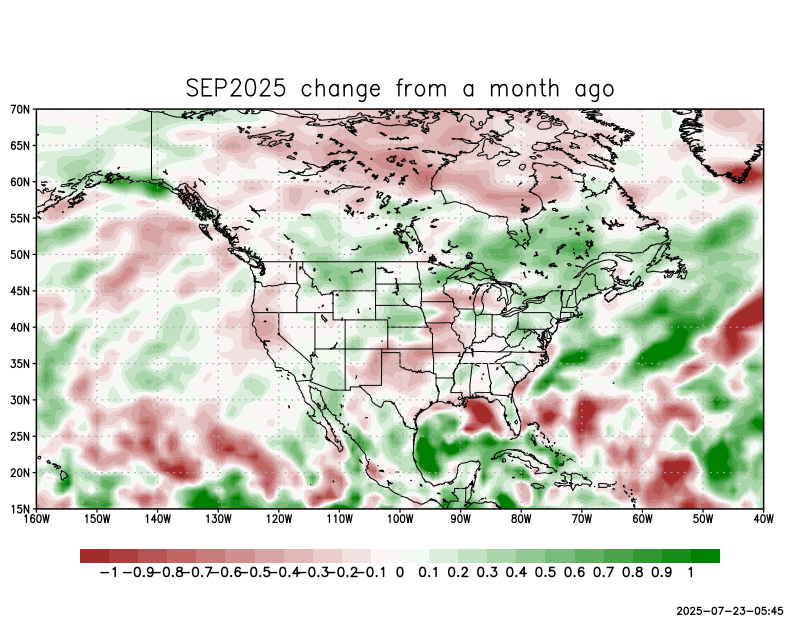 SEP2025 change from a month ago
70N
65N
60N
55N
50N
45N
40N
35N
30N
25N
20N
15N
160W 150W 140W 130W 120W 110W 100W 90W 80W 70W 60W 50W 40W
-1 -0.9 -0.8 -0.7 -0.6 -0.5 -0.4 -0.3 -0.2 -0.1 0 0.1 0.2 0.3 0.4 0.5 0.6 0.7 0.8 0.9 1
2025-07-23-05:45